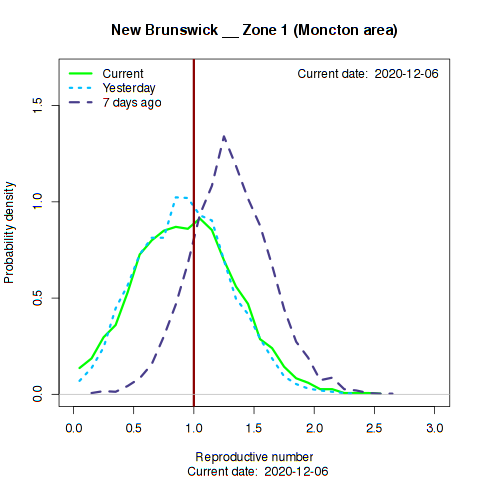 New Brunswick __ Zone 1 (Moncton area)
Current
Yesterday
7 days ago
Current date:  2020-12-06
Probability density
0.0
0.5
1.0
1.5
0.0
0.5
1.0
1.5
2.0
2.5
3.0
Reproductive number
Current date:  2020-12-06